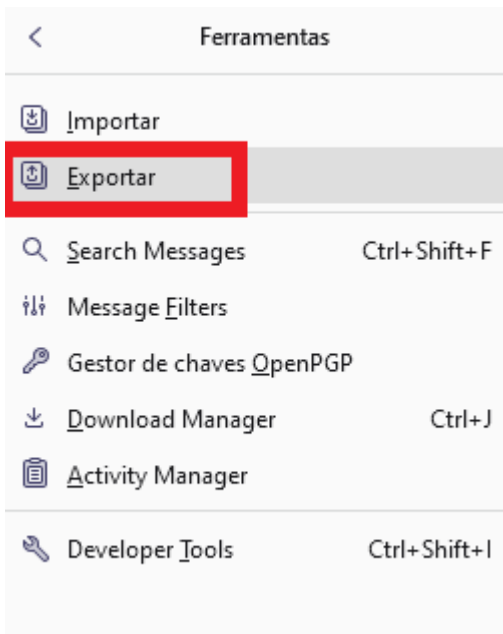 Ferramentas
Importar
Exportar
Search Messages Ctrl+Shift+F
Message Filters
Gestor de chaves OpenPGP
Download Manager Ctrl+J
Activity Manager
Developer Tools Ctrl+Shift+I